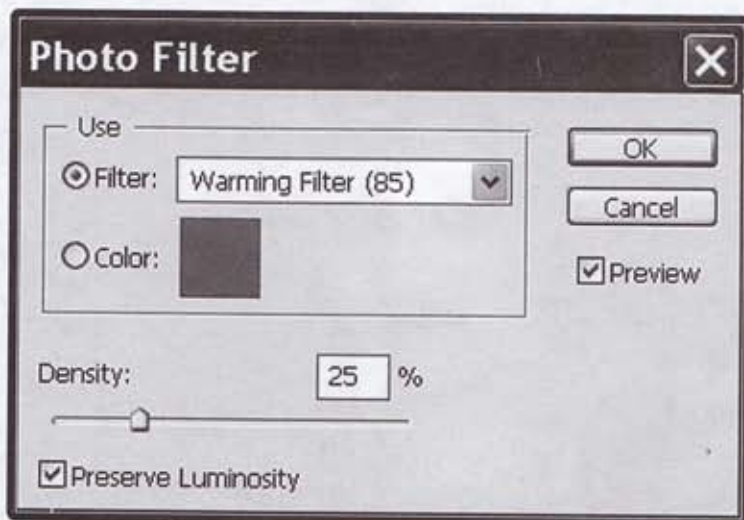 Photo Filter
Use
Filter: Warming Filter (85)
Color:
OK
Cancel
Preview
Density: 25 %
Preserve Luminosity